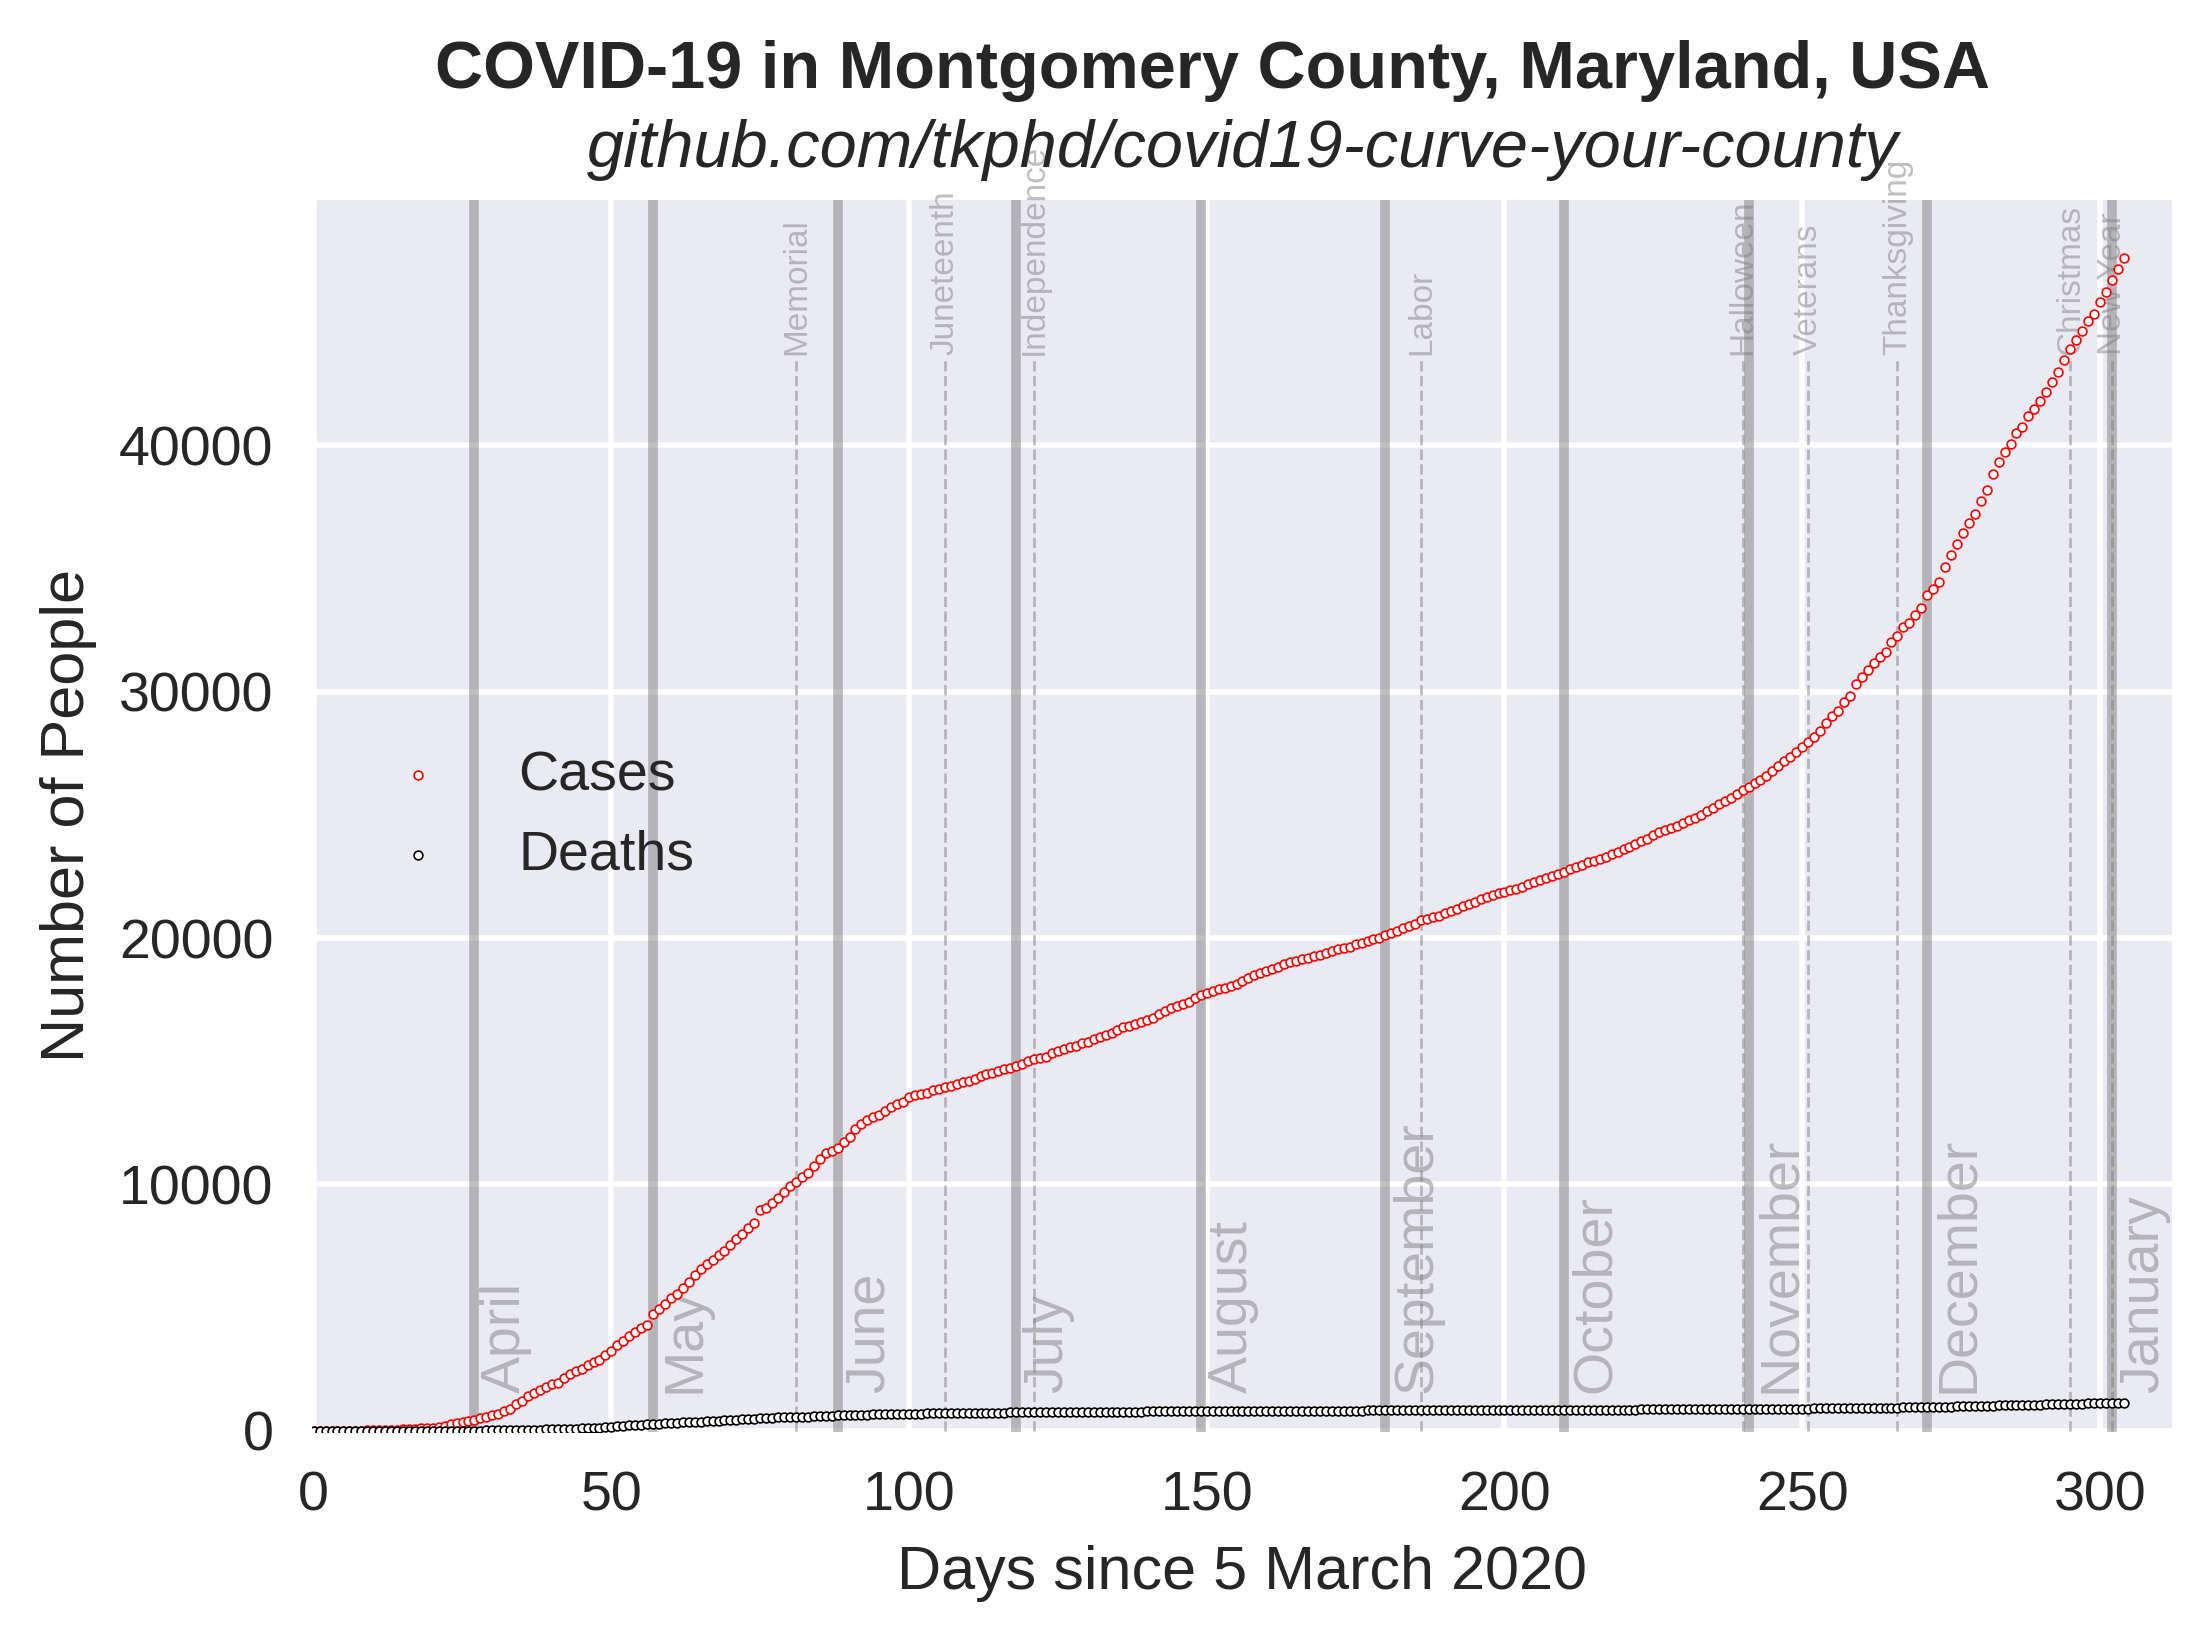 COVID-19 in Montgomery County, Maryland, USA
github.com/tkphd/covid19-curve-your-county
Memorial
Juneteenth
Independence
Labor
Halloween
Veterans
Thanksgiving
Christmas
New Year
Number of People
40000
30000
20000
10000
0
Cases
Deaths
April
May
June
July
August
September
October
November
December
January
0 50 100 150 200 250 300
Days since 5 March 2020